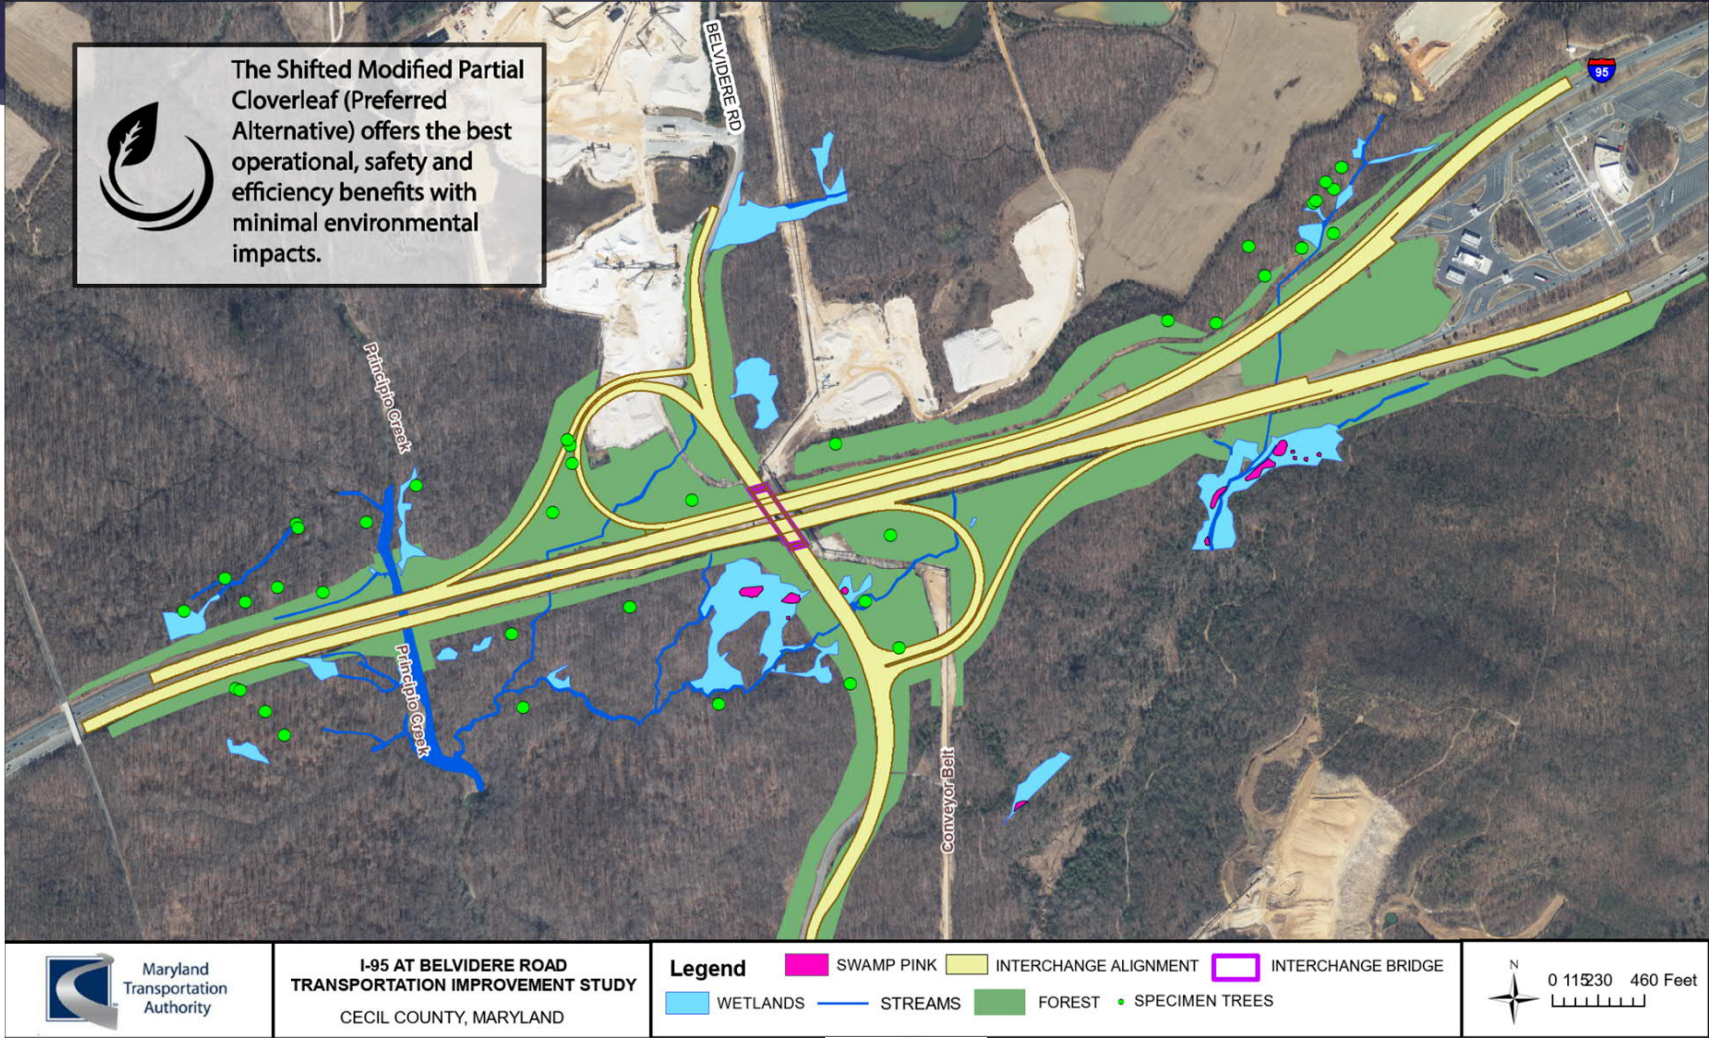 The Shifted Modified Partial
Cloverleaf (Preferred
Alternative) offers the best
operational, safety and
efficiency benefits with
minimal environmental
impacts.
BELVIDERE RD
95
Principio Creek
Principio Creek
Conveyor Belt
Maryland
Transportation
Authority
I-95 AT BELVIDERE ROAD
TRANSPORTATION IMPROVEMENT STUDY
CECIL COUNTY, MARYLAND
Legend
SWAMP PINK
INTERCHANGE ALIGNMENT
INTERCHANGE BRIDGE
WETLANDS
STREAMS
FOREST
SPECIMEN TREES
N
0 115230 460 Feet